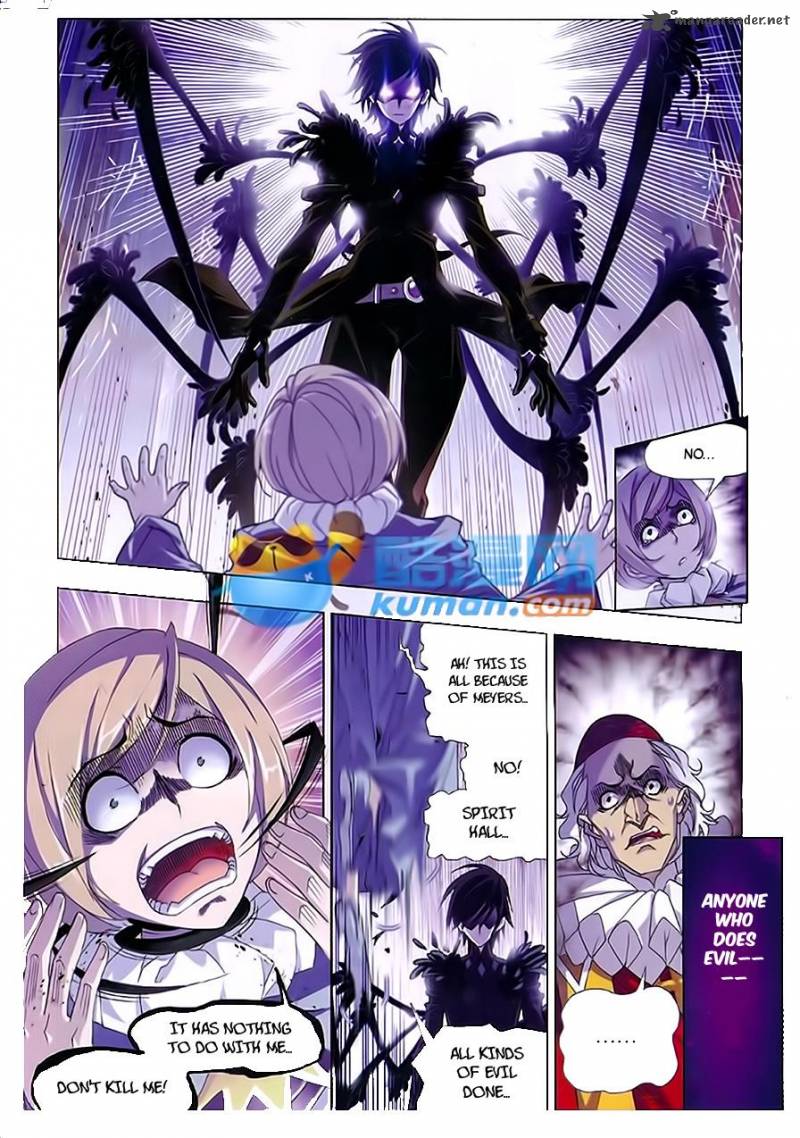 mangareader.net
NO...
酷漫网
kuman.com
AH! THIS IS
ALL BECAUSE
OF MEYERS...
NO!
SPIRIT
HALL...
ANYONE
WHO
DOES
EVIL--
--
......
IT HAS NOTHING
TO DO WITH ME...
DON'T KILL ME!
ALL KINDS
OF EVIL
DONE...